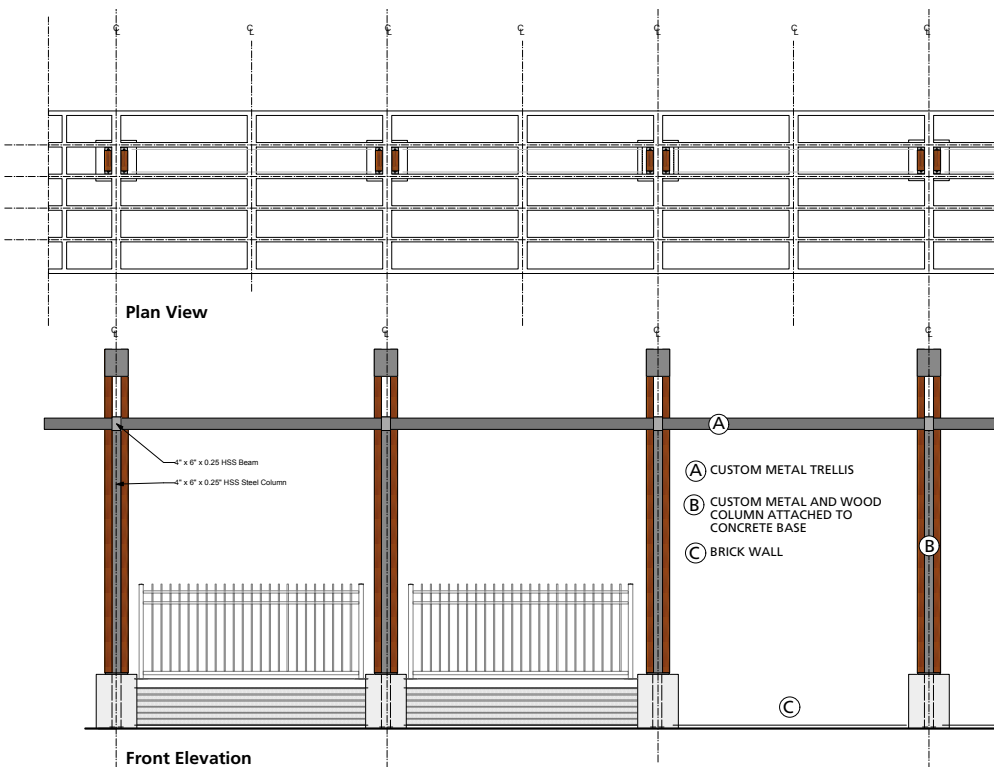 ℄ ℄ ℄ ℄ ℄ ℄ ℄
Plan View
℄ ℄ ℄ ℄
A
4" x 6" x 0.25 HSS Beam
4" x 6" x 0.25" HSS Steel Column
A CUSTOM METAL TRELLIS
B CUSTOM METAL AND WOOD
COLUMN ATTACHED TO
CONCRETE BASE
C BRICK WALL
B
C
Front Elevation